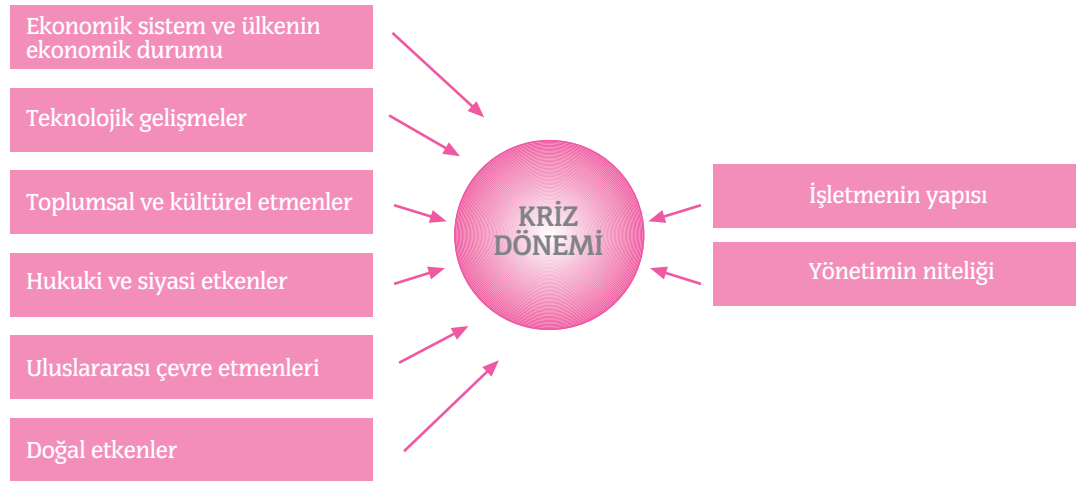 Ekonomik sistem ve ülkenin
ekonomik durumu
Teknolojik gelişmeler
Toplumsal ve kültürel etmenler
Hukuki ve siyasi etkenler
Uluslararası çevre etmenleri
Doğal etkenler
KRİZ
DÖNEMİ
İşletmenin yapısı
Yönetimin niteliği